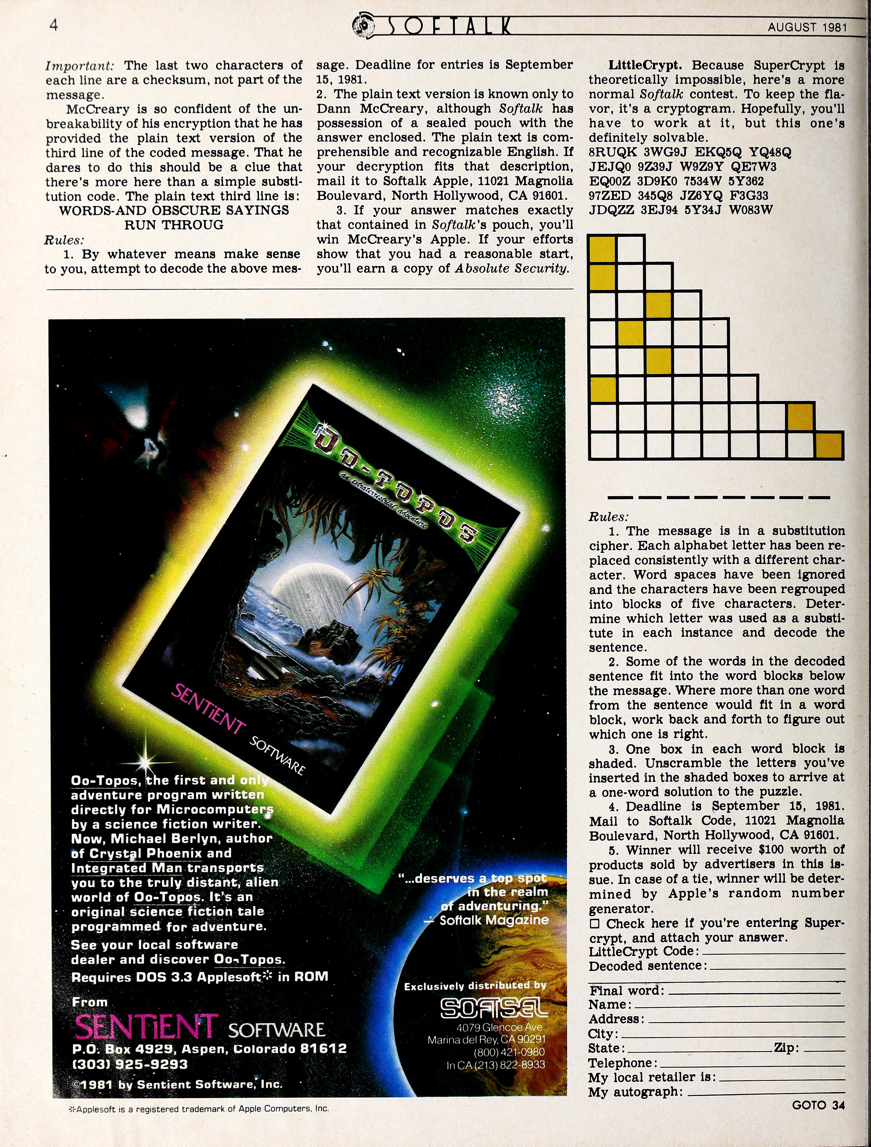 4
SOFTALK
AUGUST 1981
Important: The last two characters of
each line are a checksum, not part of the
message.
McCreary is so confident of the un-
breakability of his encryption that he has
provided the plain text version of the
third line of the coded message. That he
dares to do this should be a clue that
there's more here than a simple substi-
tution code. The plain text third line is:
WORDS-AND OBSCURE SAYINGS
RUN THROUG
Rules:
1. By whatever means make sense
to you, attempt to decode the above mes-
sage. Deadline for entries is September
15, 1981.
2. The plain text version is known only to
Dann McCreary, although Softalk has
possession of a sealed pouch with the
answer enclosed. The plain text is com-
prehensible and recognizable English. If
your decryption fits that description,
mail it to Softalk Apple, 11021 Magnolia
Boulevard, North Hollywood, CA 91601.
3. If your answer matches exactly
that contained in Softalk's pouch, you'll
win McCreary's Apple. If your efforts
show that you had a reasonable start,
you'll earn a copy of Absolute Security.
LittleCrypt. Because SuperCrypt is
theoretically impossible, here's a more
normal Softalk contest. To keep the fla-
vor, it's a cryptogram. Hopefully, you'll
have to work at it, but this one's
definitely solvable.
8RUQK 3WG9J EKQ5Q YQ48Q
JEJQ0 9Z39J W9Z9Y QE7W3
EQ00Z 3D9K0 7534W 5Y362
97ZED 345Q8 JZ6YQ F3G33
JDQZZ 3EJ94 5Y34J W083W
Rules:
1. The message is in a substitution
cipher. Each alphabet letter has been re-
placed consistently with a different char-
acter. Word spaces have been ignored
and the characters have been regrouped
into blocks of five characters. Deter-
mine which letter was used as a substi-
tute in each instance and decode the
sentence.
2. Some of the words in the decoded
sentence fit into the word blocks below
the message. Where more than one word
from the sentence would fit in a word
block, work back and forth to figure out
which one is right.
3. One box in each word block is
shaded. Unscramble the letters you've
inserted in the shaded boxes to arrive at
a one-word solution to the puzzle.
4. Deadline is September 15, 1981.
Mail to Softalk Code, 11021 Magnolia
Boulevard, North Hollywood, CA 91601.
5. Winner will receive $100 worth of
products sold by advertisers in this is-
sue. In case of a tie, winner will be deter-
mined by Apple's random number
generator.
☐ Check here if you're entering Super-
crypt, and attach your answer.
LittleCrypt Code:
Decoded sentence:
Final word:
Name:
Address:
City:
State: Zip:
Telephone:
My local retailer is:
My autograph:
GOTO 34
OO-TOPOS
an extraterrestrial adventure
SENTiENT SOFTWARE
Oo-Topos, the first and only
adventure program written
directly for Microcomputers
by a science fiction writer.
Now, Michael Berlyn, author
of Crystal Phoenix and
Integrated Man transports
you to the truly distant, alien
world of Oo-Topos. It's an
original science fiction tale
programmed for adventure.
See your local software
dealer and discover Oo-Topos.
Requires DOS 3.3 Applesoft※ in ROM
From
SENTiENT SOFTWARE
P.O. Box 4929, Aspen, Colorado 81612
(303) 925-9293
©1981 by Sentient Software, Inc.
"...deserves a top spot
in the realm
of adventuring."
— Softalk Magazine
Exclusively distributed by
SOFTSEL
4079 Glencoe Ave.
Marina del Rey, CA 90291
(800) 421-0980
In CA (213) 822-8933
※Applesoft is a registered trademark of Apple Computers, Inc.